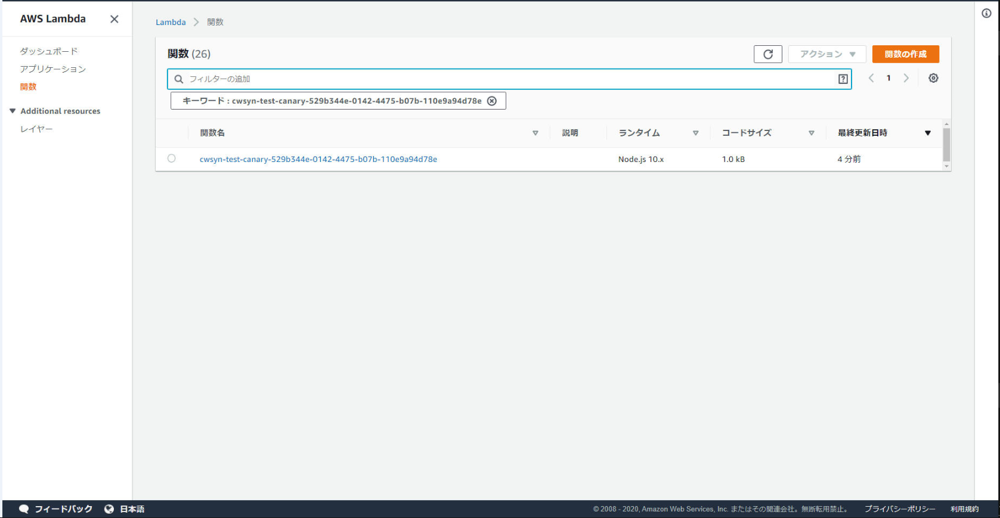 AWS Lambda
ダッシュボード
アプリケーション
関数
Additional resources
レイヤー
Lambda 関数
関数 (26)
アクション
関数の作成
フィルターの追加
1
キーワード : cwsyn-test-canary-529b344e-0142-4475-b07b-110e9a94d78e
関数名 説明 ランタイム コードサイズ 最終更新日時
cwsyn-test-canary-529b344e-0142-4475-b07b-110e9a94d78e Node.js 10.x 1.0 kB 4 分前
フィードバック 日本語 © 2008 - 2020, Amazon Web Services, Inc. またはその関連会社。無断転用禁止。 プライバシーポリシー 利用規約